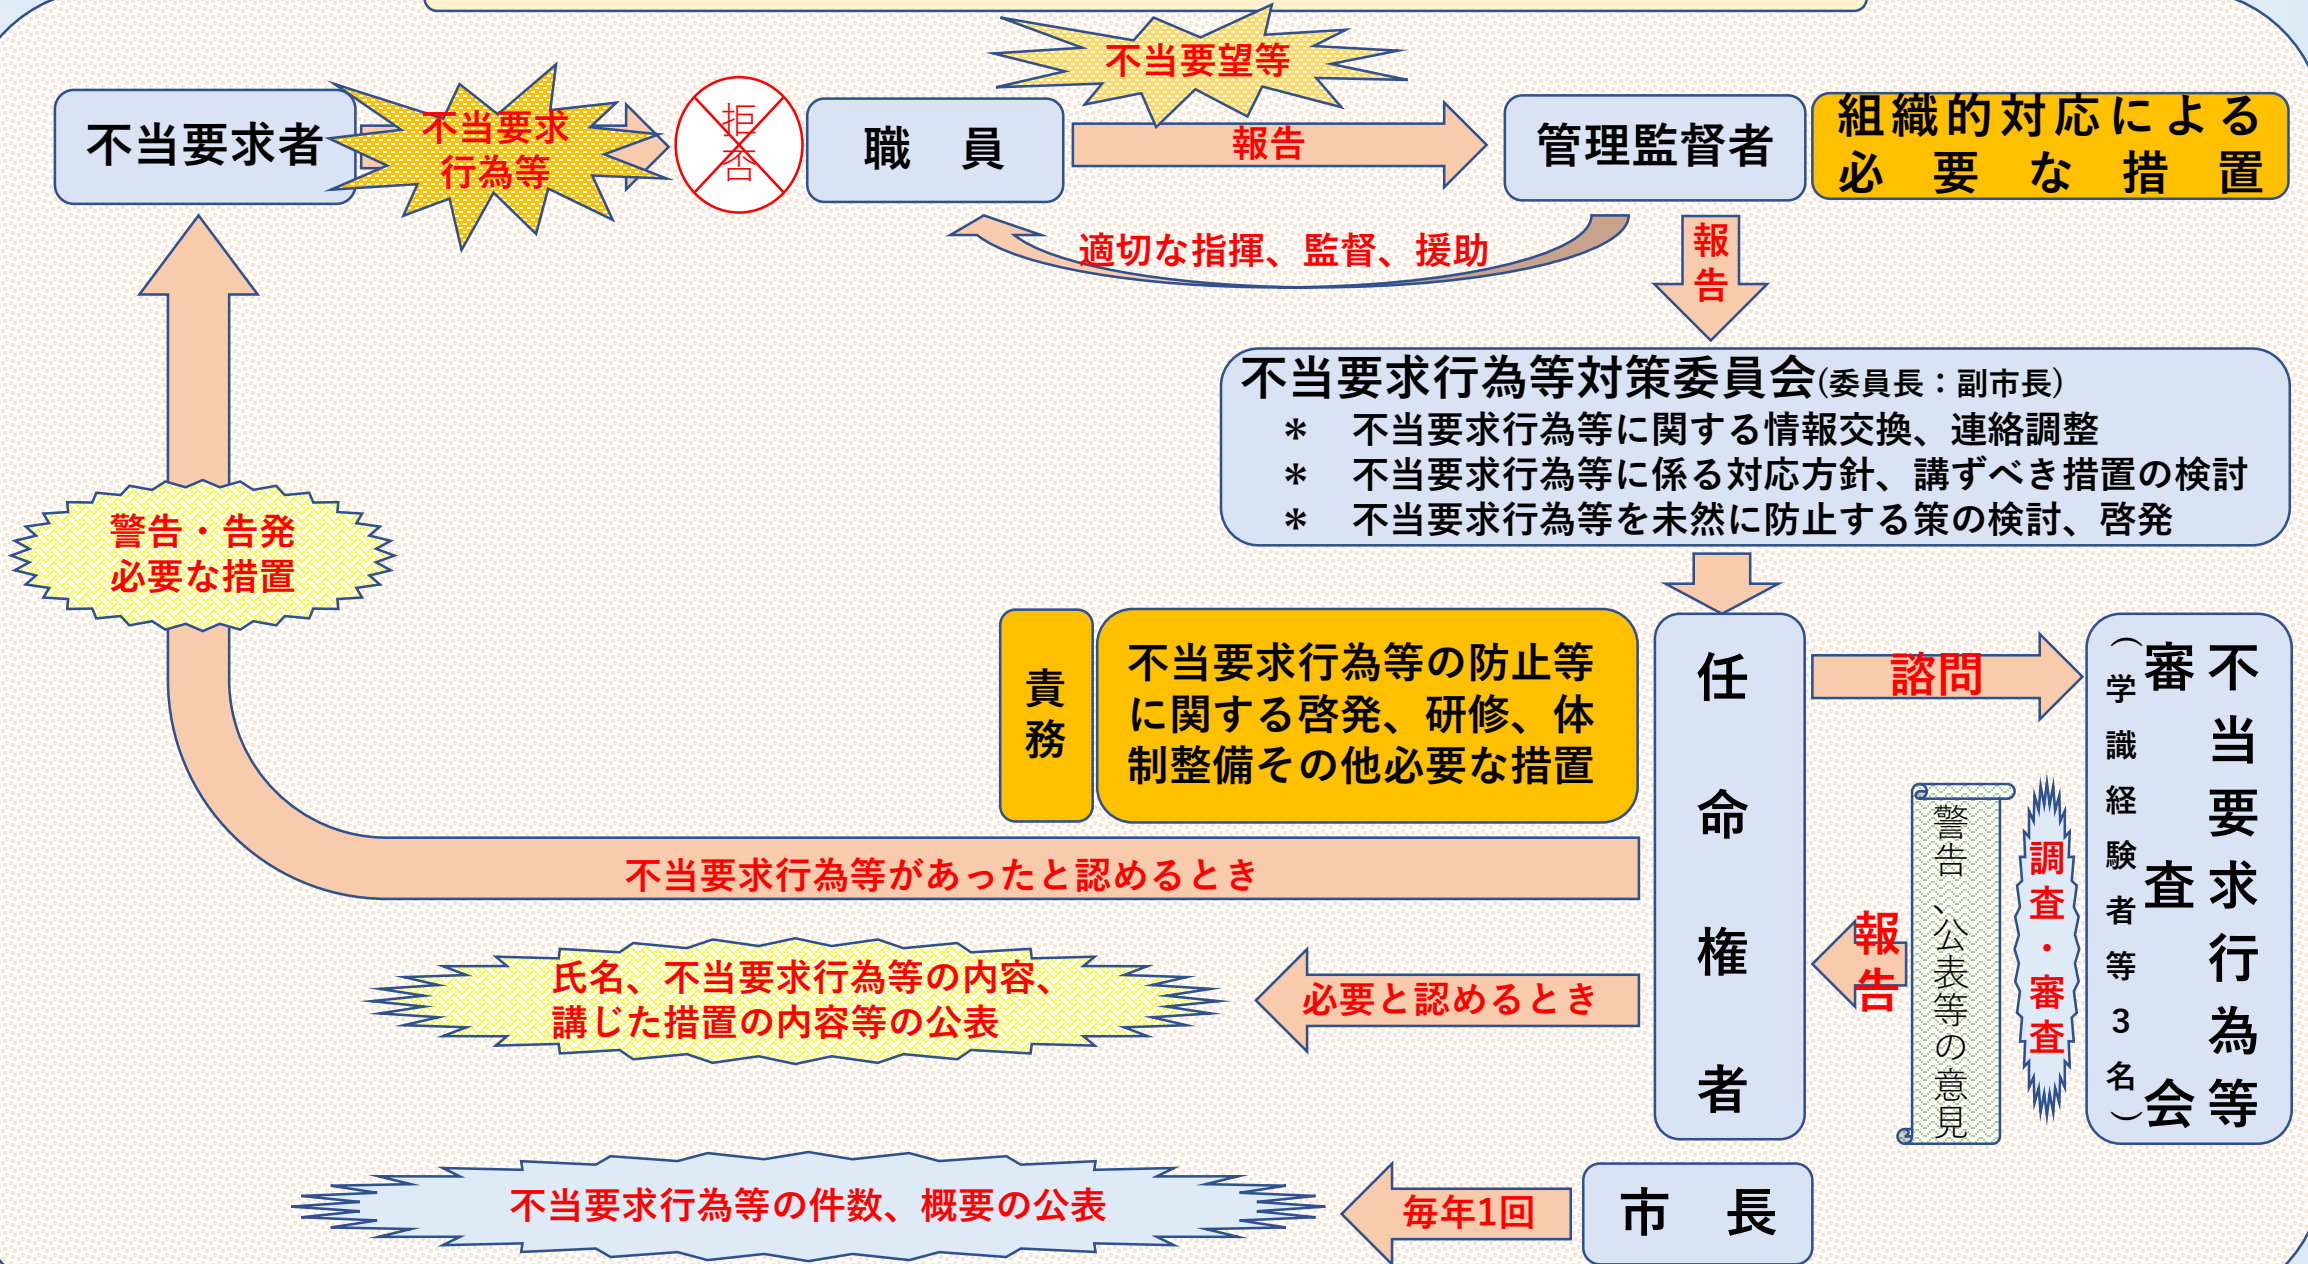 不当要望等
不当要求者
不当要求
行為等
拒否
職　員
報告
管理監督者
組織的対応による
必要な措置
適切な指揮、監督、援助
報告
不当要求行為等対策委員会(委員長：副市長)
＊　不当要求行為等に関する情報交換、連絡調整
＊　不当要求行為等に係る対応方針、講ずべき措置の検討
＊　不当要求行為等を未然に防止する策の検討、啓発
警告・告発
必要な措置
責務
不当要求行為等の防止等
に関する啓発、研修、体
制整備その他必要な措置
任命権者
諮問
不当要求行為等
審査会
（学識経験者等3名）
調査・審査
警告、公表等の意見
報告
不当要求行為等があったと認めるとき
必要と認めるとき
氏名、不当要求行為等の内容、
講じた措置の内容等の公表
市　長
毎年1回
不当要求行為等の件数、概要の公表